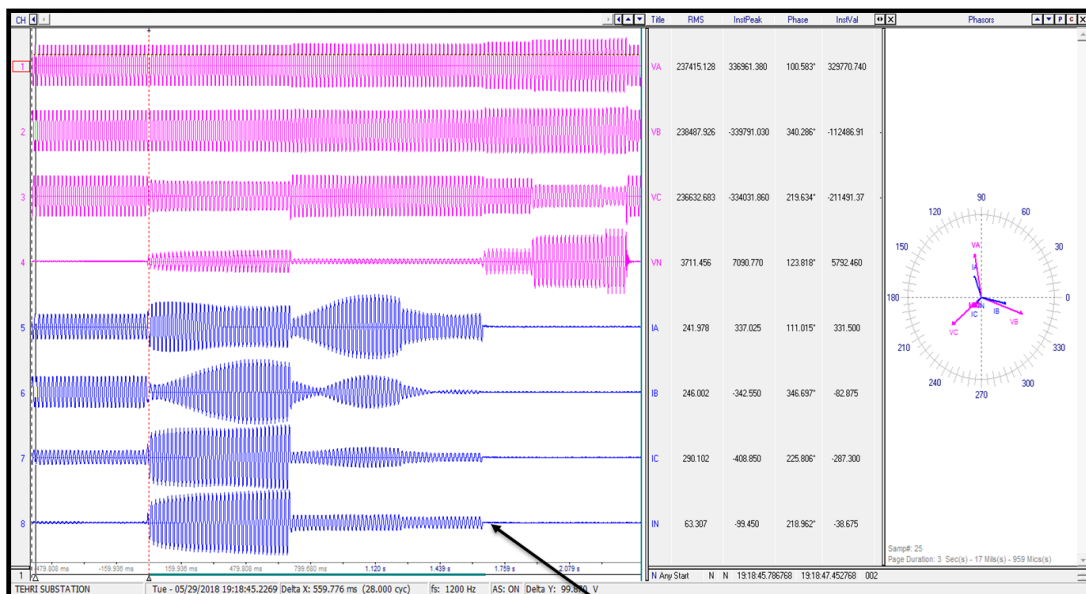 CH
Title RMS InstPeak Phase InstVal
Phasors
P C X
1 VA 237415.128 336961.380 100.583° 329770.740
2 VB 238487.926 -339791.030 340.286° -112486.91
3 VC 236632.683 -334031.860 219.634° -211491.37
4 VN 3711.456 7090.770 123.818° 5792.460
5 IA 241.978 337.025 111.015° 331.500
6 IB 246.002 -342.550 346.697° -82.875
7 IC 290.102 -408.850 225.806° -287.300
8 IN 63.307 -99.450 218.962° -38.675
90
120 60
150 30
180 0
210 330
240 300
270
VA
IA
IB
VB
IC
VC
Samp#: 25
Page Duration: 3 Sec(s) - 17 Mils(s) - 959 Mics(s)
-479.808 ms -159.936 ms 159.936 ms 479.808 ms 799.680 ms 1.120 s 1.439 s 1.759 s 2.079 s
1
N Any Start N N 19:18:45.786768 19:18:47.452768 002
TEHRI SUBSTATION Tue - 05/29/2018 19:18:45.2269 Delta X: 559.776 ms (28.000 cyc) fs: 1200 Hz AS: ON Delta Y: V